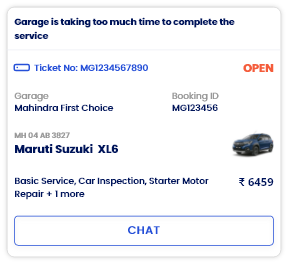 Garage is taking too much time to complete the
service
Ticket No: MG1234567890 OPEN
Garage Booking ID
Mahindra First Choice MG123456
MH 04 AB 3827
Maruti Suzuki XL6
Basic Service, Car Inspection, Starter Motor ₹ 6459
Repair + 1 more
CHAT